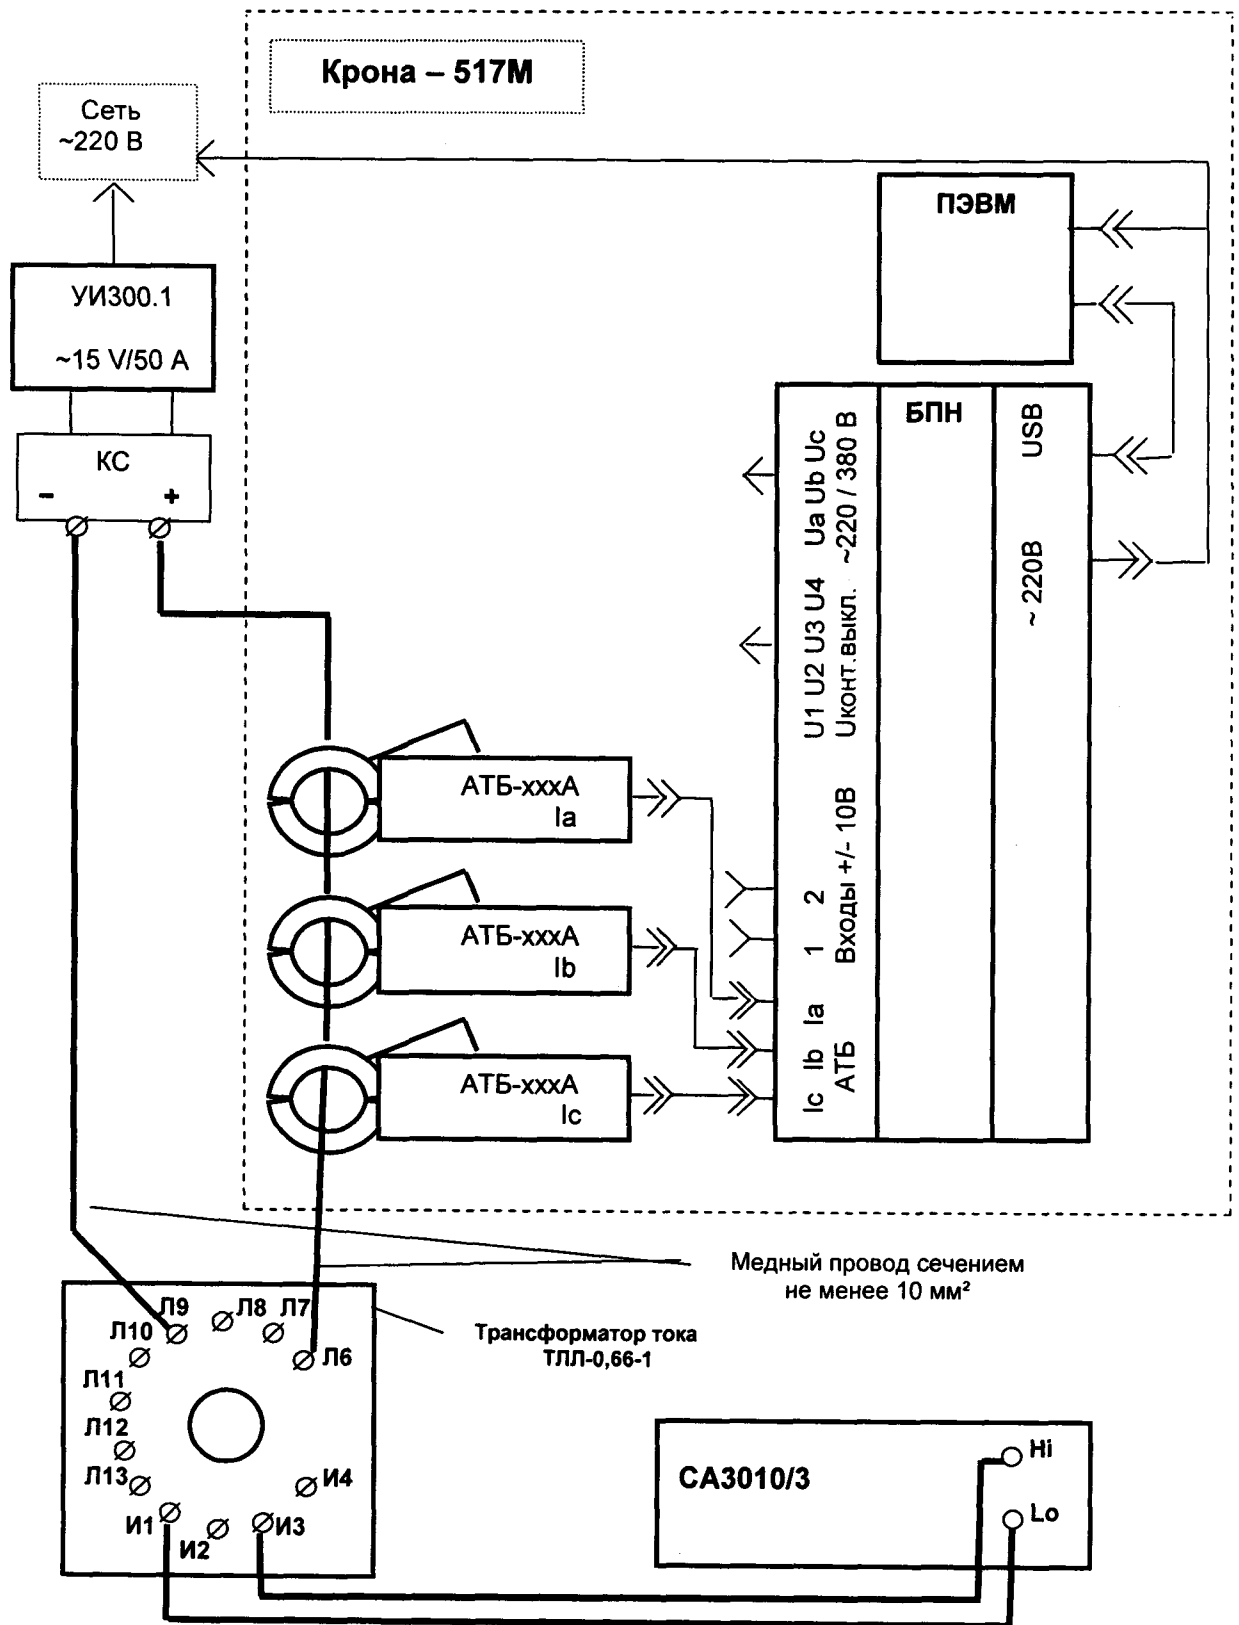 Крона – 517М
Сеть
~220 В
ПЭВМ
УИ300.1
~15 V/50 А
КС
–
+
БПН
Ua Ub Uc
~220 / 380 В
U1 U2 U3 U4
Uконт.выкл.
USB
~ 220В
1 2
Входы +/- 10В
Ic Ib Ia
АТБ
АТБ-хххА
Ia
АТБ-хххА
Ib
АТБ-хххА
Ic
Медный провод сечением
не менее 10 мм²
Трансформатор тока
ТЛЛ-0,66-1
Л9
Л8
Л7
Л10
Л6
Л11
Л12
Л13
И4
И1
И2
И3
СА3010/3
Hi
Lo